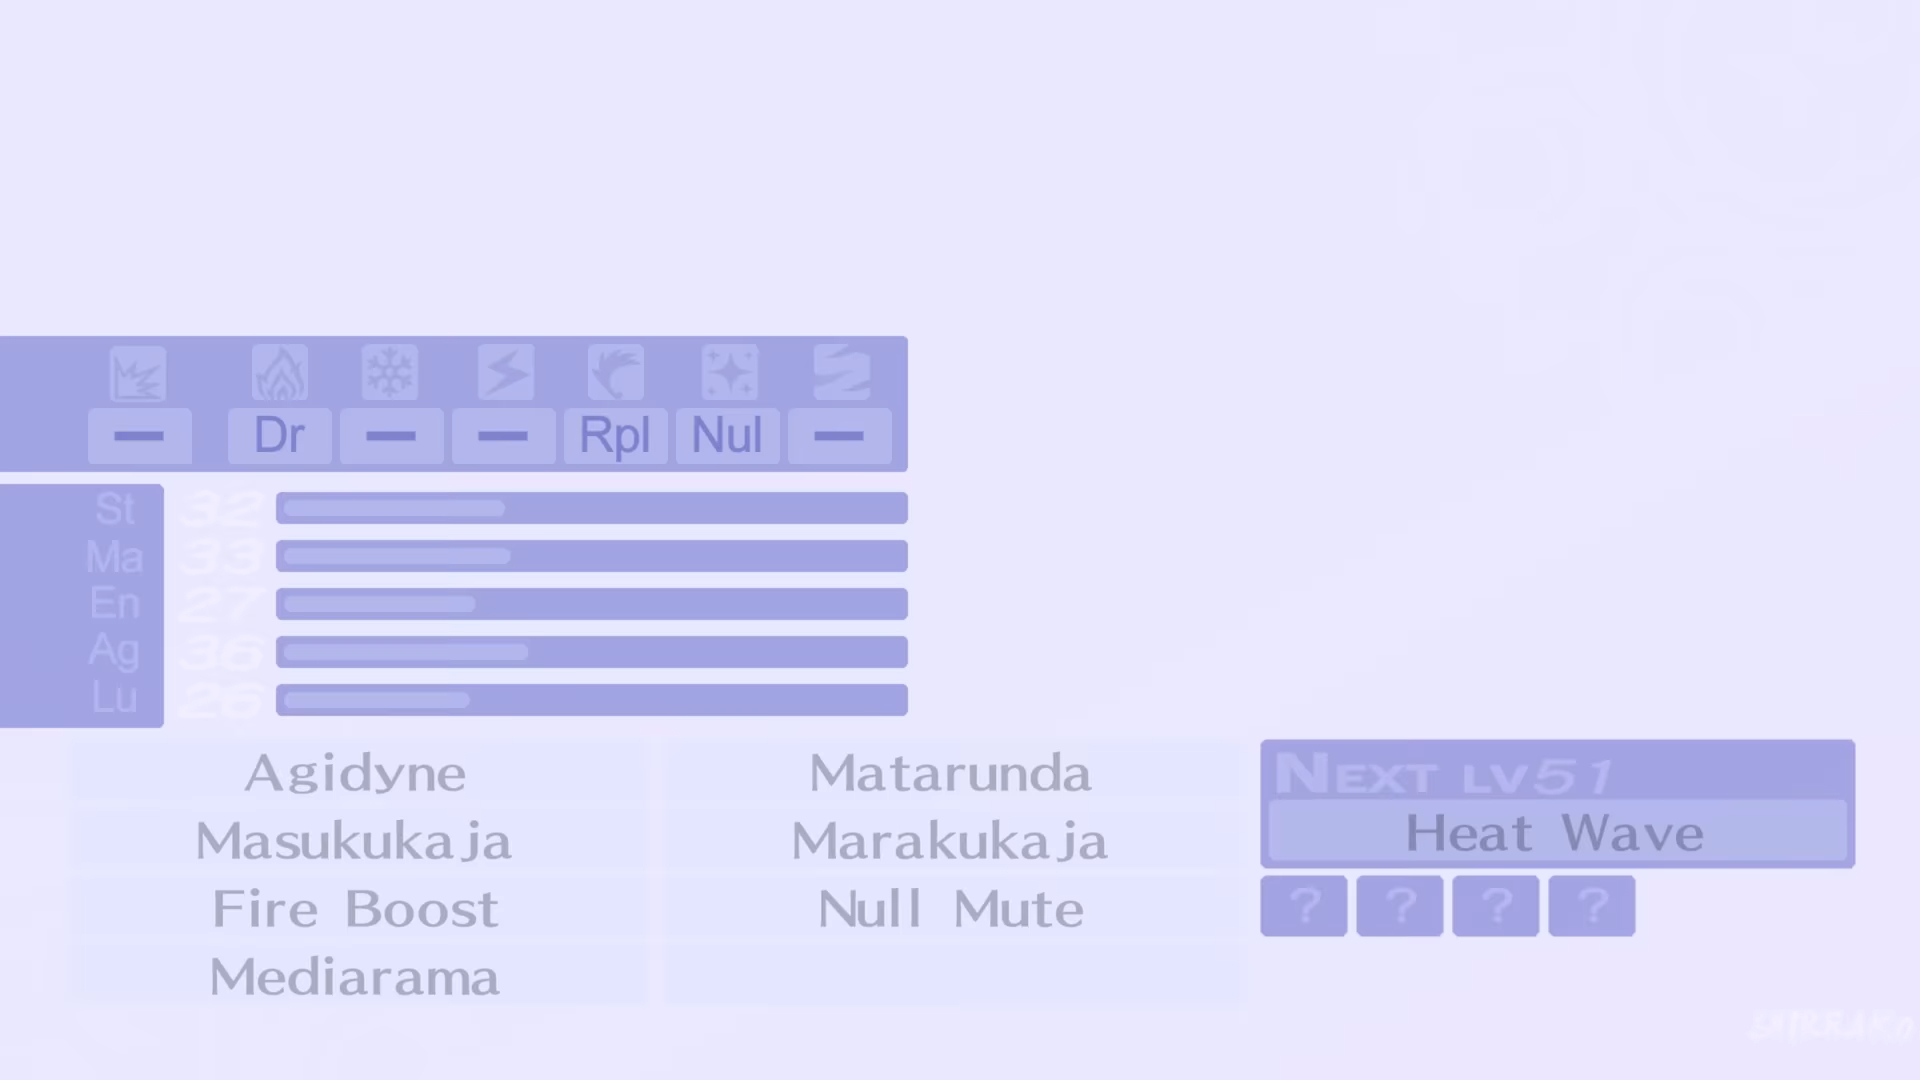 — Dr — — Rpl Nul —
St 32
Ma 33
En 27
Ag 36
Lu 26
Agidyne Matarunda
Masukukaja Marakukaja
Fire Boost Null Mute
Mediarama
NEXT LV51
Heat Wave
? ? ? ?